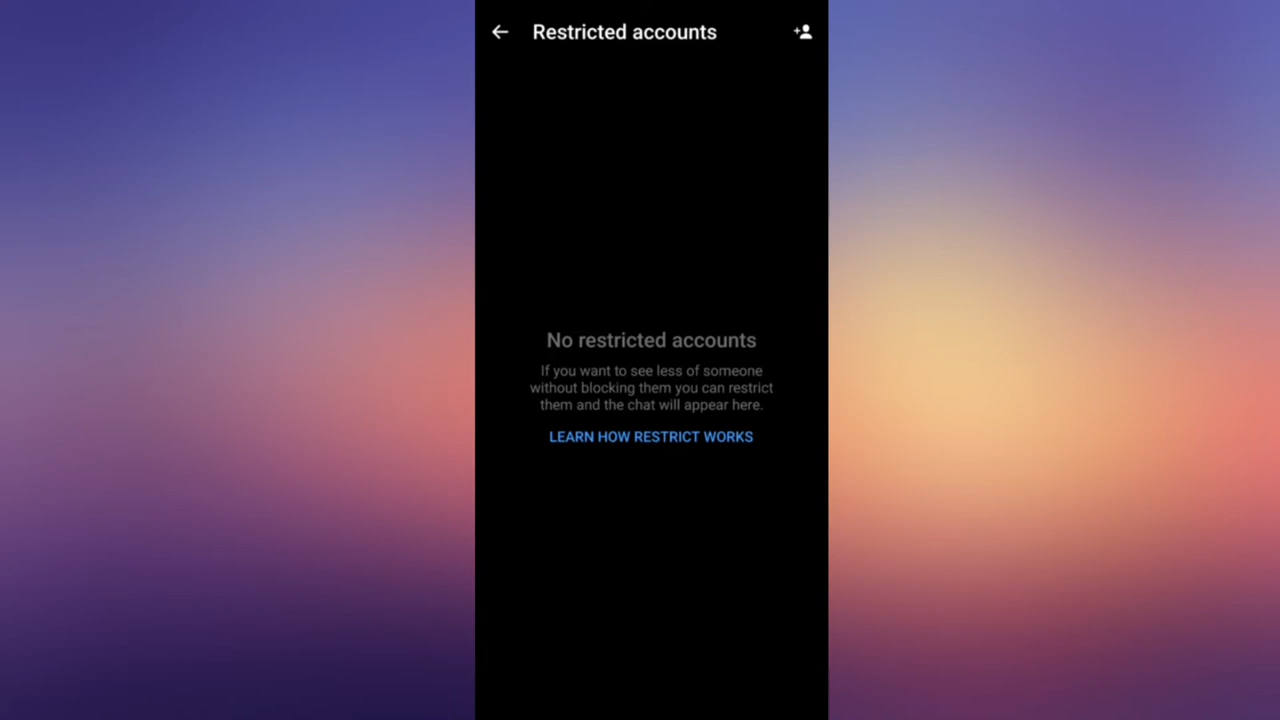 Restricted accounts
No restricted accounts
If you want to see less of someone
without blocking them you can restrict
them and the chat will appear here.
LEARN HOW RESTRICT WORKS